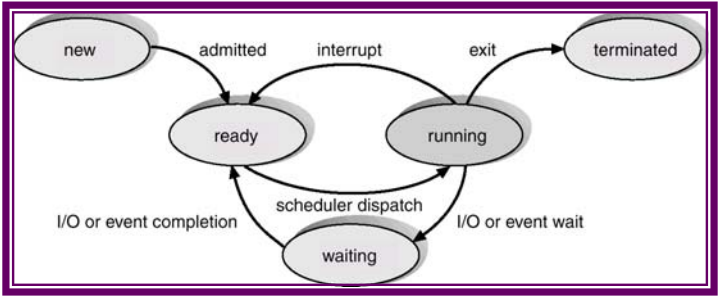 new
admitted
interrupt
exit
terminated
ready
running
scheduler dispatch
I/O or event completion
I/O or event wait
waiting